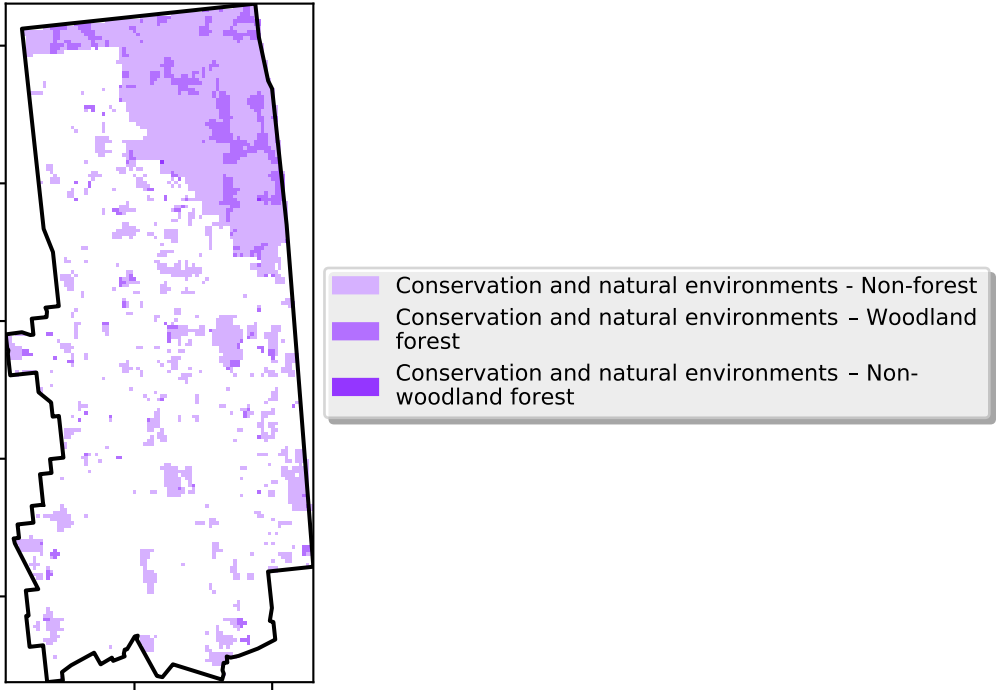 Conservation and natural environments - Non-forest
Conservation and natural environments – Woodland
forest
Conservation and natural environments – Non-
woodland forest